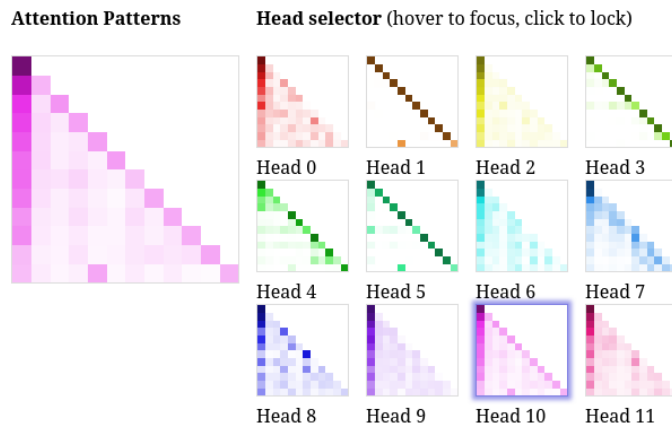 Attention Patterns
Head selector (hover to focus, click to lock)
Head 0 Head 1 Head 2 Head 3
Head 4 Head 5 Head 6 Head 7
Head 8 Head 9 Head 10 Head 11